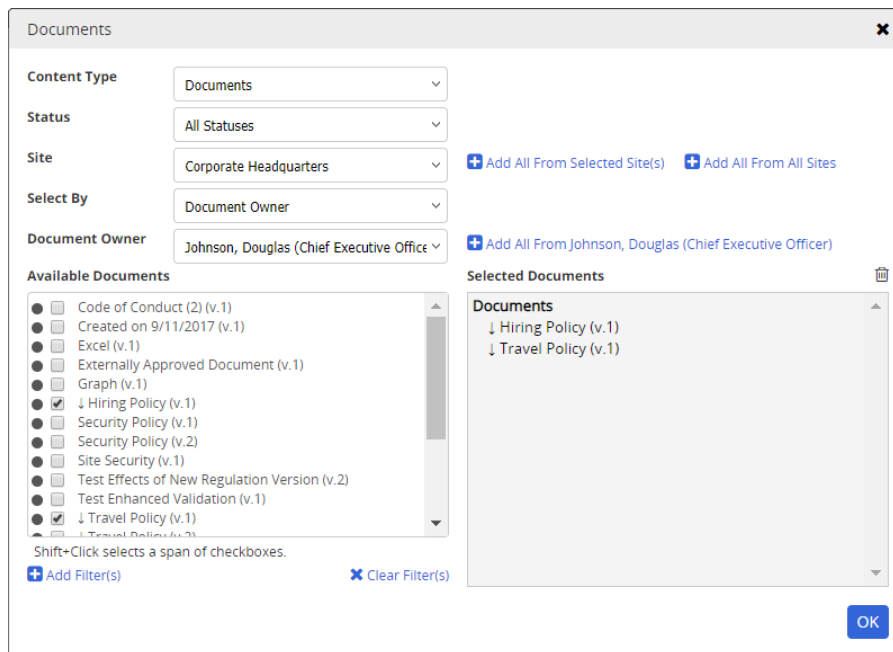 Documents
Content Type
Documents
Status
All Statuses
Site
Corporate Headquarters
Add All From Selected Site(s)
Add All From All Sites
Select By
Document Owner
Document Owner
Johnson, Douglas (Chief Executive Office
Add All From Johnson, Douglas (Chief Executive Officer)
Available Documents
Code of Conduct (2) (v.1)
Created on 9/11/2017 (v.1)
Excel (v.1)
Externally Approved Document (v.1)
Graph (v.1)
↓ Hiring Policy (v.1)
Security Policy (v.1)
Security Policy (v.2)
Site Security (v.1)
Test Effects of New Regulation Version (v.2)
Test Enhanced Validation (v.1)
↓ Travel Policy (v.1)
↓ Travel Policy (v.2)
Shift+Click selects a span of checkboxes.
Add Filter(s)
Clear Filter(s)
Selected Documents
Documents
↓ Hiring Policy (v.1)
↓ Travel Policy (v.1)
OK